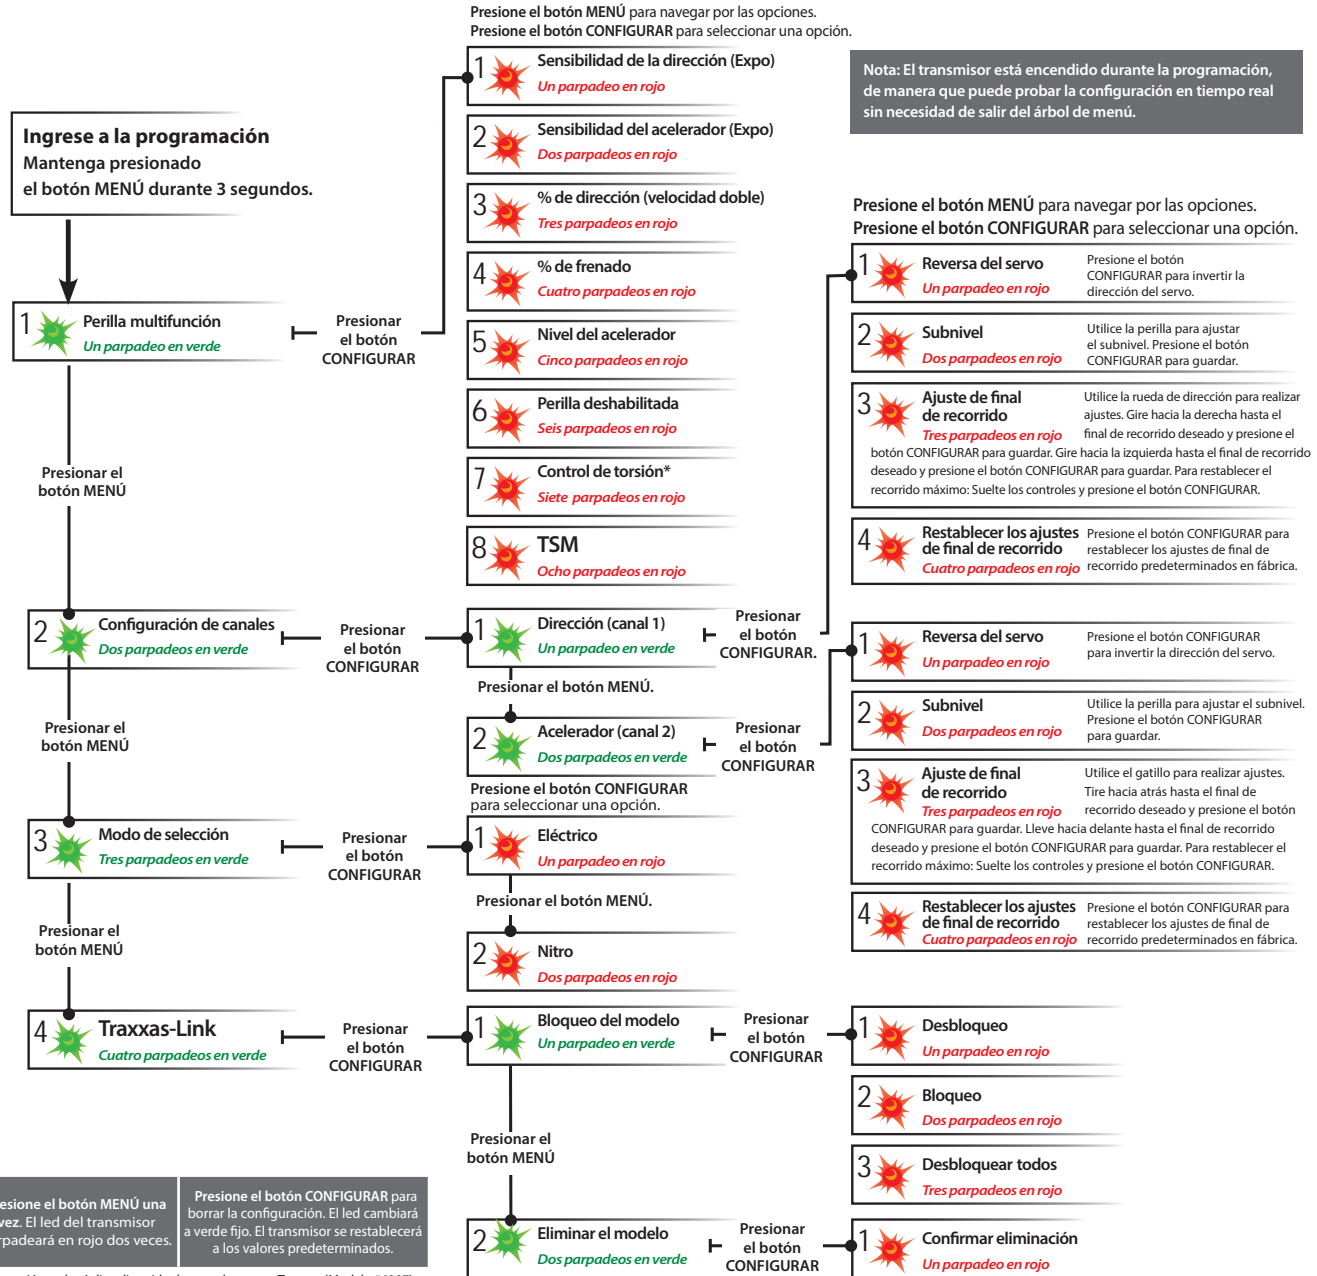 Presione el botón MENÚ para navegar por las opciones.
Presione el botón CONFIGURAR para seleccionar una opción.
Nota: El transmisor está encendido durante la programación,
de manera que puede probar la configuración en tiempo real
sin necesidad de salir del árbol de menú.
Ingrese a la programación
Mantenga presionado
el botón MENÚ durante 3 segundos.
1 Perilla multifunción
Un parpadeo en verde
Presionar
el botón
CONFIGURAR
1 Sensibilidad de la dirección (Expo)
Un parpadeo en rojo
2 Sensibilidad del acelerador (Expo)
Dos parpadeos en rojo
3 % de dirección (velocidad doble)
Tres parpadeos en rojo
4 % de frenado
Cuatro parpadeos en rojo
5 Nivel del acelerador
Cinco parpadeos en rojo
6 Perilla deshabilitada
Seis parpadeos en rojo
7 Control de torsión*
Siete parpadeos en rojo
8 TSM
Ocho parpadeos en rojo
Presionar el
botón MENÚ
2 Configuración de canales
Dos parpadeos en verde
Presionar
el botón
CONFIGURAR
1 Dirección (canal 1)
Un parpadeo en verde
Presionar
el botón
CONFIGURAR.
Presionar el botón MENÚ.
2 Acelerador (canal 2)
Dos parpadeos en verde
Presionar
el botón
CONFIGURAR
Presione el botón MENÚ para navegar por las opciones.
Presione el botón CONFIGURAR para seleccionar una opción.
1 Reversa del servo
Un parpadeo en rojo
Presione el botón
CONFIGURAR para invertir la
dirección del servo.
2 Subnivel
Dos parpadeos en rojo
Utilice la perilla para ajustar
el subnivel. Presione el botón
CONFIGURAR para guardar.
3 Ajuste de final
de recorrido
Tres parpadeos en rojo
Utilice la rueda de dirección para realizar
ajustes. Gire hacia la derecha hasta el
final de recorrido deseado y presione el
botón CONFIGURAR para guardar. Gire hacia la izquierda hasta el final de recorrido
deseado y presione el botón CONFIGURAR para guardar. Para restablecer el
recorrido máximo: Suelte los controles y presione el botón CONFIGURAR.
4 Restablecer los ajustes
de final de recorrido
Cuatro parpadeos en rojo
Presione el botón CONFIGURAR para
restablecer los ajustes de final de
recorrido predeterminados en fábrica.
1 Reversa del servo
Un parpadeo en rojo
Presione el botón CONFIGURAR
para invertir la dirección del servo.
2 Subnivel
Dos parpadeos en rojo
Utilice la perilla para ajustar el subnivel.
Presione el botón CONFIGURAR
para guardar.
3 Ajuste de final
de recorrido
Tres parpadeos en rojo
Utilice el gatillo para realizar ajustes.
Tire hacia atrás hasta el final de
recorrido deseado y presione el botón
CONFIGURAR para guardar. Lleve hacia delante hasta el final de recorrido
deseado y presione el botón CONFIGURAR para guardar. Para restablecer el
recorrido máximo: Suelte los controles y presione el botón CONFIGURAR.
4 Restablecer los ajustes
de final de recorrido
Cuatro parpadeos en rojo
Presione el botón CONFIGURAR para
restablecer los ajustes de final de
recorrido predeterminados en fábrica.
Presionar el
botón MENÚ
3 Modo de selección
Tres parpadeos en verde
Presionar
el botón
CONFIGURAR
Presione el botón CONFIGURAR
para seleccionar una opción.
1 Eléctrico
Un parpadeo en rojo
Presionar el botón MENÚ.
2 Nitro
Dos parpadeos en rojo
Presionar el
botón MENÚ
4 Traxxas-Link
Cuatro parpadeos en verde
Presionar
el botón
CONFIGURAR
1 Bloqueo del modelo
Un parpadeo en verde
Presionar
el botón
CONFIGURAR
1 Desbloqueo
Un parpadeo en rojo
2 Bloqueo
Dos parpadeos en rojo
3 Desbloquear todos
Tres parpadeos en rojo
Presionar el
botón MENÚ
2 Eliminar el modelo
Dos parpadeos en verde
Presionar
el botón
CONFIGURAR
1 Confirmar eliminación
Un parpadeo en rojo
el botón MENÚ una
vez. El led del transmisor
en rojo dos veces.
Presione el botón CONFIGURAR para
borrar la configuración. El led cambiará
a verde fijo. El transmisor se restablecerá
a los valores predeterminados.